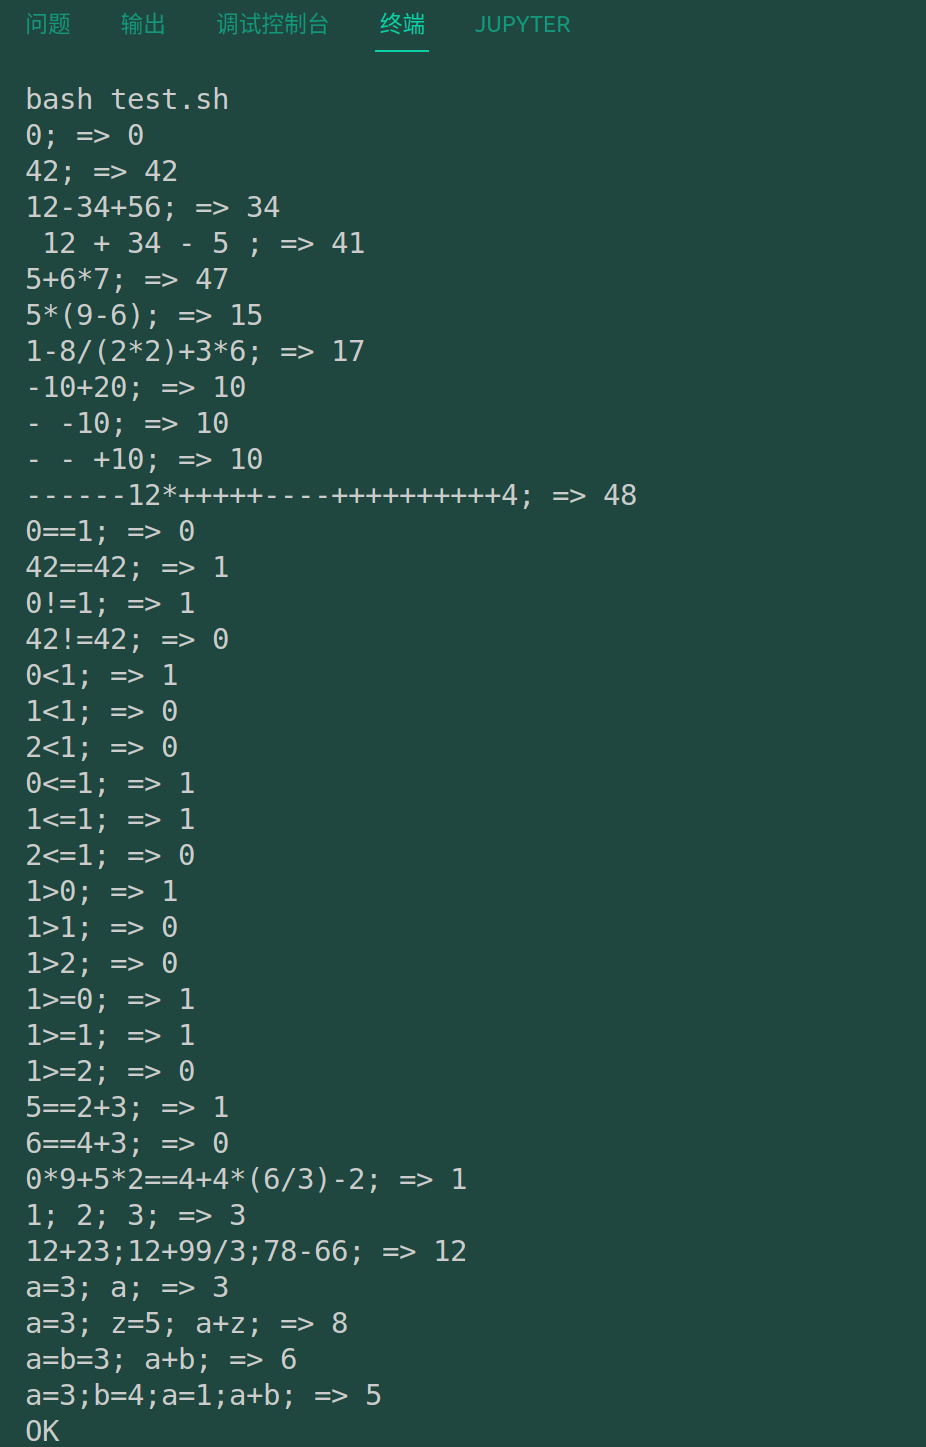 问题 输出 调试控制台 终端 JUPYTER
bash test.sh
0; => 0
42; => 42
12-34+56; => 34
 12 + 34 - 5 ; => 41
5+6*7; => 47
5*(9-6); => 15
1-8/(2*2)+3*6; => 17
-10+20; => 10
- -10; => 10
- - +10; => 10
------12*+++++----++++++++++4; => 48
0==1; => 0
42==42; => 1
0!=1; => 1
42!=42; => 0
0<1; => 1
1<1; => 0
2<1; => 0
0<=1; => 1
1<=1; => 1
2<=1; => 0
1>0; => 1
1>1; => 0
1>2; => 0
1>=0; => 1
1>=1; => 1
1>=2; => 0
5==2+3; => 1
6==4+3; => 0
0*9+5*2==4+4*(6/3)-2; => 1
1; 2; 3; => 3
12+23;12+99/3;78-66; => 12
a=3; a; => 3
a=3; z=5; a+z; => 8
a=b=3; a+b; => 6
a=3;b=4;a=1;a+b; => 5
OK